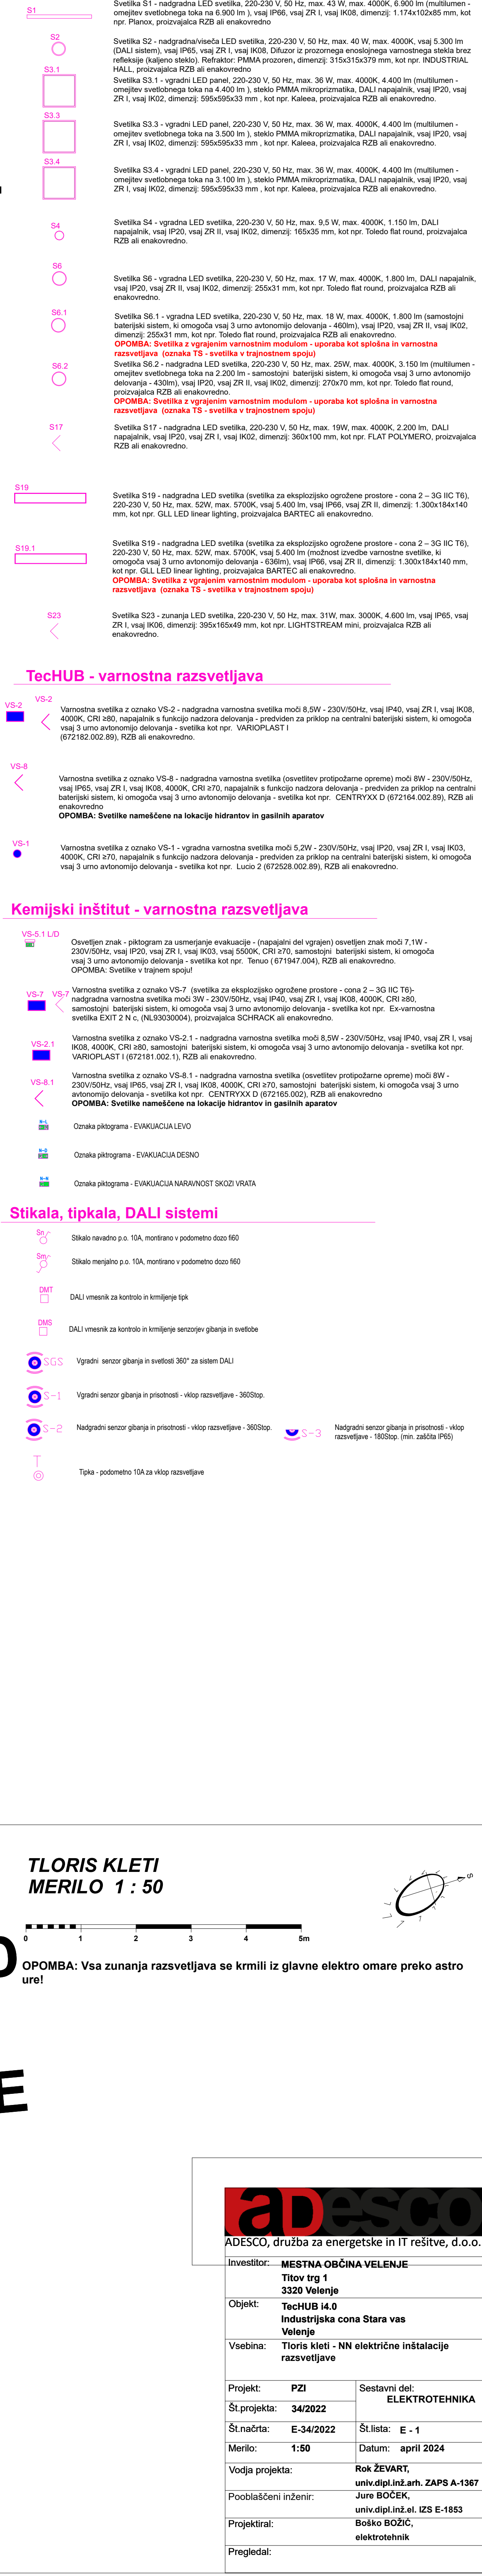 S1
Svetilka S1 - nadgradna LED svetilka, 220-230 V, 50 Hz, max. 43 W, max. 4000K, 6.900 lm (multilumen -
omejitev svetlobnega toka na 6.900 lm ), vsaj IP66, vsaj ZR I, vsaj IK08, dimenzij: 1.174x102x85 mm, kot
npr. Planox, proizvajalca RZB ali enakovredno
S2
Svetilka S2 - nadgradna/viseča LED svetilka, 220-230 V, 50 Hz, max. 40 W, max. 4000K, vsaj 5.300 lm
(DALI sistem), vsaj IP65, vsaj ZR I, vsaj IK08, Difuzor iz prozornega enoslojnega varnostnega stekla brez
refleksije (kaljeno steklo). Refraktor: PMMA prozoren, dimenzij: 315x315x379 mm, kot npr. INDUSTRIAL
HALL, proizvajalca RZB ali enakovredno
S3.1
Svetilka S3.1 - vgradni LED panel, 220-230 V, 50 Hz, max. 36 W, max. 4000K, 4.400 lm (multilumen -
omejitev svetlobnega toka na 4.400 lm ), steklo PMMA mikroprizmatika, DALI napajalnik, vsaj IP20, vsaj
ZR I, vsaj IK02, dimenzij: 595x595x33 mm , kot npr. Kaleea, proizvajalca RZB ali enakovredno.
S3.3
Svetilka S3.3 - vgradni LED panel, 220-230 V, 50 Hz, max. 36 W, max. 4000K, 4.400 lm (multilumen -
omejitev svetlobnega toka na 3.500 lm ), steklo PMMA mikroprizmatika, DALI napajalnik, vsaj IP20, vsaj
ZR I, vsaj IK02, dimenzij: 595x595x33 mm , kot npr. Kaleea, proizvajalca RZB ali enakovredno.
S3.4
Svetilka S3.4 - vgradni LED panel, 220-230 V, 50 Hz, max. 36 W, max. 4000K, 4.400 lm (multilumen -
omejitev svetlobnega toka na 3.100 lm ), steklo PMMA mikroprizmatika, DALI napajalnik, vsaj IP20, vsaj
ZR I, vsaj IK02, dimenzij: 595x595x33 mm , kot npr. Kaleea, proizvajalca RZB ali enakovredno.
S4
Svetilka S4 - vgradna LED svetilka, 220-230 V, 50 Hz, max. 9,5 W, max. 4000K, 1.150 lm, DALI
napajalnik, vsaj IP20, vsaj ZR II, vsaj IK02, dimenzij: 165x35 mm, kot npr. Toledo flat round, proizvajalca
RZB ali enakovredno.
S6
Svetilka S6 - vgradna LED svetilka, 220-230 V, 50 Hz, max. 17 W, max. 4000K, 1.800 lm, DALI napajalnik,
vsaj IP20, vsaj ZR II, vsaj IK02, dimenzij: 255x31 mm, kot npr. Toledo flat round, proizvajalca RZB ali
enakovredno.
S6.1
Svetilka S6.1 - vgradna LED svetilka, 220-230 V, 50 Hz, max. 18 W, max. 4000K, 1.800 lm (samostojni
baterijski sistem, ki omogoča vsaj 3 urno avtonomijo delovanja - 460lm), vsaj IP20, vsaj ZR II, vsaj IK02,
dimenzij: 255x31 mm, kot npr. Toledo flat round, proizvajalca RZB ali enakovredno.
OPOMBA: Svetilka z vgrajenim varnostnim modulom - uporaba kot splošna in varnostna
razsvetljava (oznaka TS - svetilka v trajnostnem spoju)
S6.2
Svetilka S6.2 - nadgradna LED svetilka, 220-230 V, 50 Hz, max. 25W, max. 4000K, 3.150 lm (multilumen -
omejitev svetlobnega toka na 2.200 lm - samostojni baterijski sistem, ki omogoča vsaj 3 urno avtonomijo
delovanja - 430lm), vsaj IP20, vsaj ZR II, vsaj IK02, dimenzij: 270x70 mm, kot npr. Toledo flat round,
proizvajalca RZB ali enakovredno.
OPOMBA: Svetilka z vgrajenim varnostnim modulom - uporaba kot splošna in varnostna
razsvetljava (oznaka TS - svetilka v trajnostnem spoju)
S17
Svetilka S17 - nadgradna LED svetilka, 220-230 V, 50 Hz, max. 19W, max. 4000K, 2.200 lm, DALI
napajalnik, vsaj IP20, vsaj ZR I, vsaj IK02, dimenzij: 360x100 mm, kot npr. FLAT POLYMERO, proizvajalca
RZB ali enakovredno.
S19
Svetilka S19 - nadgradna LED svetilka (svetilka za eksplozijsko ogrožene prostore - cona 2 – 3G IIC T6),
220-230 V, 50 Hz, max. 52W, max. 5700K, vsaj 5.400 lm, vsaj IP66, vsaj ZR II, dimenzij: 1.300x184x140
mm, kot npr. GLL LED linear lighting, proizvajalca BARTEC ali enakovredno.
S19.1
Svetilka S19 - nadgradna LED svetilka (svetilka za eksplozijsko ogrožene prostore - cona 2 – 3G IIC T6),
220-230 V, 50 Hz, max. 52W, max. 5700K, vsaj 5.400 lm (možnost izvedbe varnostne svetilke, ki
omogoča vsaj 3 urno avtonomijo delovanja - 636lm), vsaj IP66, vsaj ZR II, dimenzij: 1.300x184x140 mm,
kot npr. GLL LED linear lighting, proizvajalca BARTEC ali enakovredno.
OPOMBA: Svetilka z vgrajenim varnostnim modulom - uporaba kot splošna in varnostna
razsvetljava (oznaka TS - svetilka v trajnostnem spoju)
S23
Svetilka S23 - zunanja LED svetilka, 220-230 V, 50 Hz, max. 31W, max. 3000K, 4.600 lm, vsaj IP65, vsaj
ZR I, vsaj IK06, dimenzij: 395x165x49 mm, kot npr. LIGHTSTREAM mini, proizvajalca RZB ali
enakovredno.
TecHUB - varnostna razsvetljava
VS-2 VS-2
Varnostna svetilka z oznako VS-2 - nadgradna varnostna svetilka moči 8,5W - 230V/50Hz, vsaj IP40, vsaj ZR I, vsaj IK08,
4000K, CRI ≥80, napajalnik s funkcijo nadzora delovanja - predviden za priklop na centralni baterijski sistem, ki omogoča
vsaj 3 urno avtonomijo delovanja - svetilka kot npr. VARIOPLAST I
(672182.002.89), RZB ali enakovredno.
VS-8
Varnostna svetilka z oznako VS-8 - nadgradna varnostna svetilka (osvetlitev protipožarne opreme) moči 8W - 230V/50Hz,
vsaj IP65, vsaj ZR I, vsaj IK08, 4000K, CRI ≥70, napajalnik s funkcijo nadzora delovanja - predviden za priklop na centralni
baterijski sistem, ki omogoča vsaj 3 urno avtonomijo delovanja - svetilka kot npr. CENTRYXX D (672164.002.89), RZB ali
enakovredno
OPOMBA: Svetilke nameščene na lokacije hidrantov in gasilnih aparatov
VS-1
Varnostna svetilka z oznako VS-1 - vgradna varnostna svetilka moči 5,2W - 230V/50Hz, vsaj IP20, vsaj ZR I, vsaj IK03,
4000K, CRI ≥70, napajalnik s funkcijo nadzora delovanja - predviden za priklop na centralni baterijski sistem, ki omogoča
vsaj 3 urno avtonomijo delovanja - svetilka kot npr. Lucio 2 (672528.002.89), RZB ali enakovredno.
Kemijski inštitut - varnostna razsvetljava
VS-5.1 L/D
Osvetljen znak - piktogram za usmerjanje evakuacije - (napajalni del vgrajen) osvetljen znak moči 7,1W -
230V/50Hz, vsaj IP20, vsaj ZR I, vsaj IK03, vsaj 5500K, CRI ≥70, samostojni baterijski sistem, ki omogoča
vsaj 3 urno avtonomijo delovanja - svetilka kot npr. Tenuo ( 671947.004), RZB ali enakovredno.
OPOMBA: Svetilke v trajnem spoju!
VS-7 VS-7
Varnostna svetilka z oznako VS-7 (svetilka za eksplozijsko ogrožene prostore - cona 2 – 3G IIC T6)-
nadgradna varnostna svetilka moči 3W - 230V/50Hz, vsaj IP40, vsaj ZR I, vsaj IK08, 4000K, CRI ≥80,
samostojni baterijski sistem, ki omogoča vsaj 3 urno avtonomijo delovanja - svetilka kot npr. Ex-varnostna
svetilka EXIT 2 N c, (NL93030004), proizvajalca SCHRACK ali enakovredno.
VS-2.1
Varnostna svetilka z oznako VS-2.1 - nadgradna varnostna svetilka moči 8,5W - 230V/50Hz, vsaj IP40, vsaj ZR I, vsaj
IK08, 4000K, CRI ≥80, samostojni baterijski sistem, ki omogoča vsaj 3 urno avtonomijo delovanja - svetilka kot npr.
VARIOPLAST I (672181.002.1), RZB ali enakovredno.
VS-8.1
Varnostna svetilka z oznako VS-8.1 - nadgradna varnostna svetilka (osvetlitev protipožarne opreme) moči 8W -
230V/50Hz, vsaj IP65, vsaj ZR I, vsaj IK08, 4000K, CRI ≥70, samostojni baterijski sistem, ki omogoča vsaj 3 urno
avtonomijo delovanja - svetilka kot npr. CENTRYXX D (672165.002), RZB ali enakovredno
OPOMBA: Svetilke nameščene na lokacije hidrantov in gasilnih aparatov
Oznaka piktograma - EVAKUACIJA LEVO
Oznaka piktrograma - EVAKUACIJA DESNO
Oznaka piktograma - EVAKUACIJA NARAVNOST SKOZI VRATA
Stikala, tipkala, DALI sistemi
Sn
Stikalo navadno p.o. 10A, montirano v podometno dozo fi60
Sm
Stikalo menjalno p.o. 10A, montirano v podometno dozo fi60
DMT
DALI vmesnik za kontrolo in krmiljenje tipk
DMS
DALI vmesnik za kontrolo in krmiljenje senzorjev gibanja in svetlobe
SGS
Vgradni senzor gibanja in svetlosti 360° za sistem DALI
S-1
Vgradni senzor gibanja in prisotnosti - vklop razsvetljave - 360Stop.
S-2
Nadgradni senzor gibanja in prisotnosti - vklop razsvetljave - 360Stop.
S-3
Nadgradni senzor gibanja in prisotnosti - vklop
razsvetljave - 180Stop. (min. zaščita IP65)
T
Tipka - podometno 10A za vklop razsvetljave
TLORIS KLETI
MERILO 1 : 50
S
0 1 2 3 4 5m
OPOMBA: Vsa zunanja razsvetljava se krmili iz glavne elektro omare preko astro
ure!
E
aDesco
ADESCO, družba za energetske in IT rešitve, d.o.o.
Investitor: MESTNA OBČINA VELENJE
Titov trg 1
3320 Velenje
Objekt: TecHUB i4.0
Industrijska cona Stara vas
Velenje
Vsebina: Tloris kleti - NN električne inštalacije
razsvetljave
Projekt: PZI
Sestavni del:
ELEKTROTEHNIKA
Št.projekta: 34/2022
Št.načrta: E-34/2022
Št.lista: E - 1
Merilo: 1:50
Datum: april 2024
Vodja projekta: Rok ŽEVART,
univ.dipl.inž.arh. ZAPS A-1367
Pooblaščeni inženir: Jure BOČEK,
univ.dipl.inž.el. IZS E-1853
Projektiral: Boško BOŽIČ,
elektrotehnik
Pregledal: